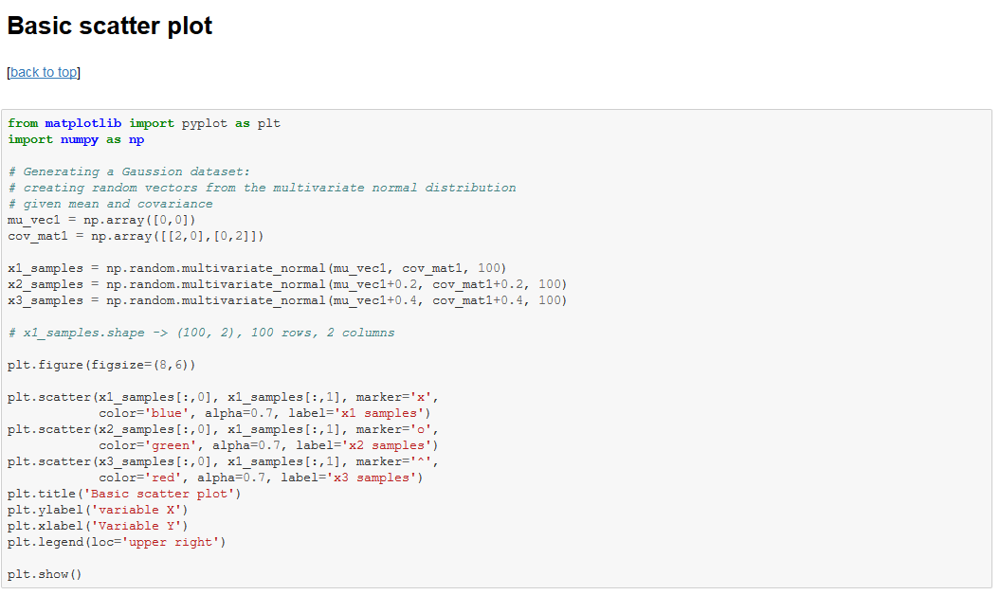 Basic scatter plot
[back to top]
from matplotlib import pyplot as plt
import numpy as np
# Generating a Gaussion dataset:
# creating random vectors from the multivariate normal distribution
# given mean and covariance
mu_vec1 = np.array([0,0])
cov_mat1 = np.array([[2,0],[0,2]])
x1_samples = np.random.multivariate_normal(mu_vec1, cov_mat1, 100)
x2_samples = np.random.multivariate_normal(mu_vec1+0.2, cov_mat1+0.2, 100)
x3_samples = np.random.multivariate_normal(mu_vec1+0.4, cov_mat1+0.4, 100)
# x1_samples.shape -> (100, 2), 100 rows, 2 columns
plt.figure(figsize=(8,6))
plt.scatter(x1_samples[:,0], x1_samples[:,1], marker='x',
            color='blue', alpha=0.7, label='x1 samples')
plt.scatter(x2_samples[:,0], x1_samples[:,1], marker='o',
            color='green', alpha=0.7, label='x2 samples')
plt.scatter(x3_samples[:,0], x1_samples[:,1], marker='^',
            color='red', alpha=0.7, label='x3 samples')
plt.title('Basic scatter plot')
plt.ylabel('variable X')
plt.xlabel('Variable Y')
plt.legend(loc='upper right')
plt.show()